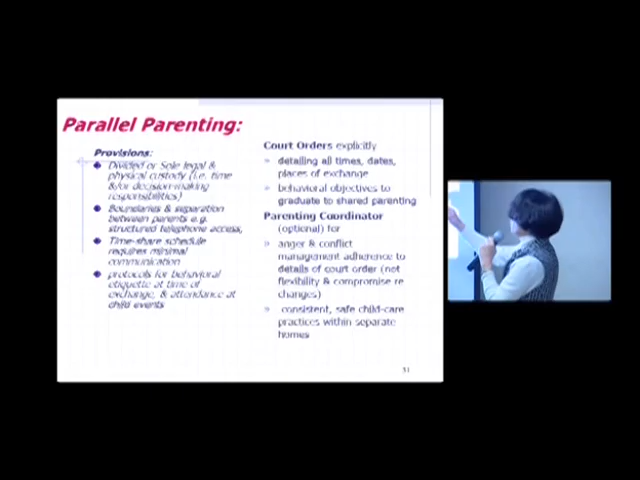 Parallel Parenting:
Provisions:
Divided or Sole legal &
physical custody (i.e. time
&/or decision-making
responsibilities)
Boundaries & separation
between parents e.g.
structured telephone access,
Time-share schedule
requires minimal
communication
protocols for behavioral
etiquette at time of
exchange, & attendance at
child events
Court Orders explicitly
detailing all times, dates,
places of exchange
behavioral objectives to
graduate to shared parenting
Parenting Coordinator
(optional) for
anger & conflict
management adherence to
details of court order (not
flexibility & compromise re
changes)
consistent, safe child-care
practices within separate
homes
31